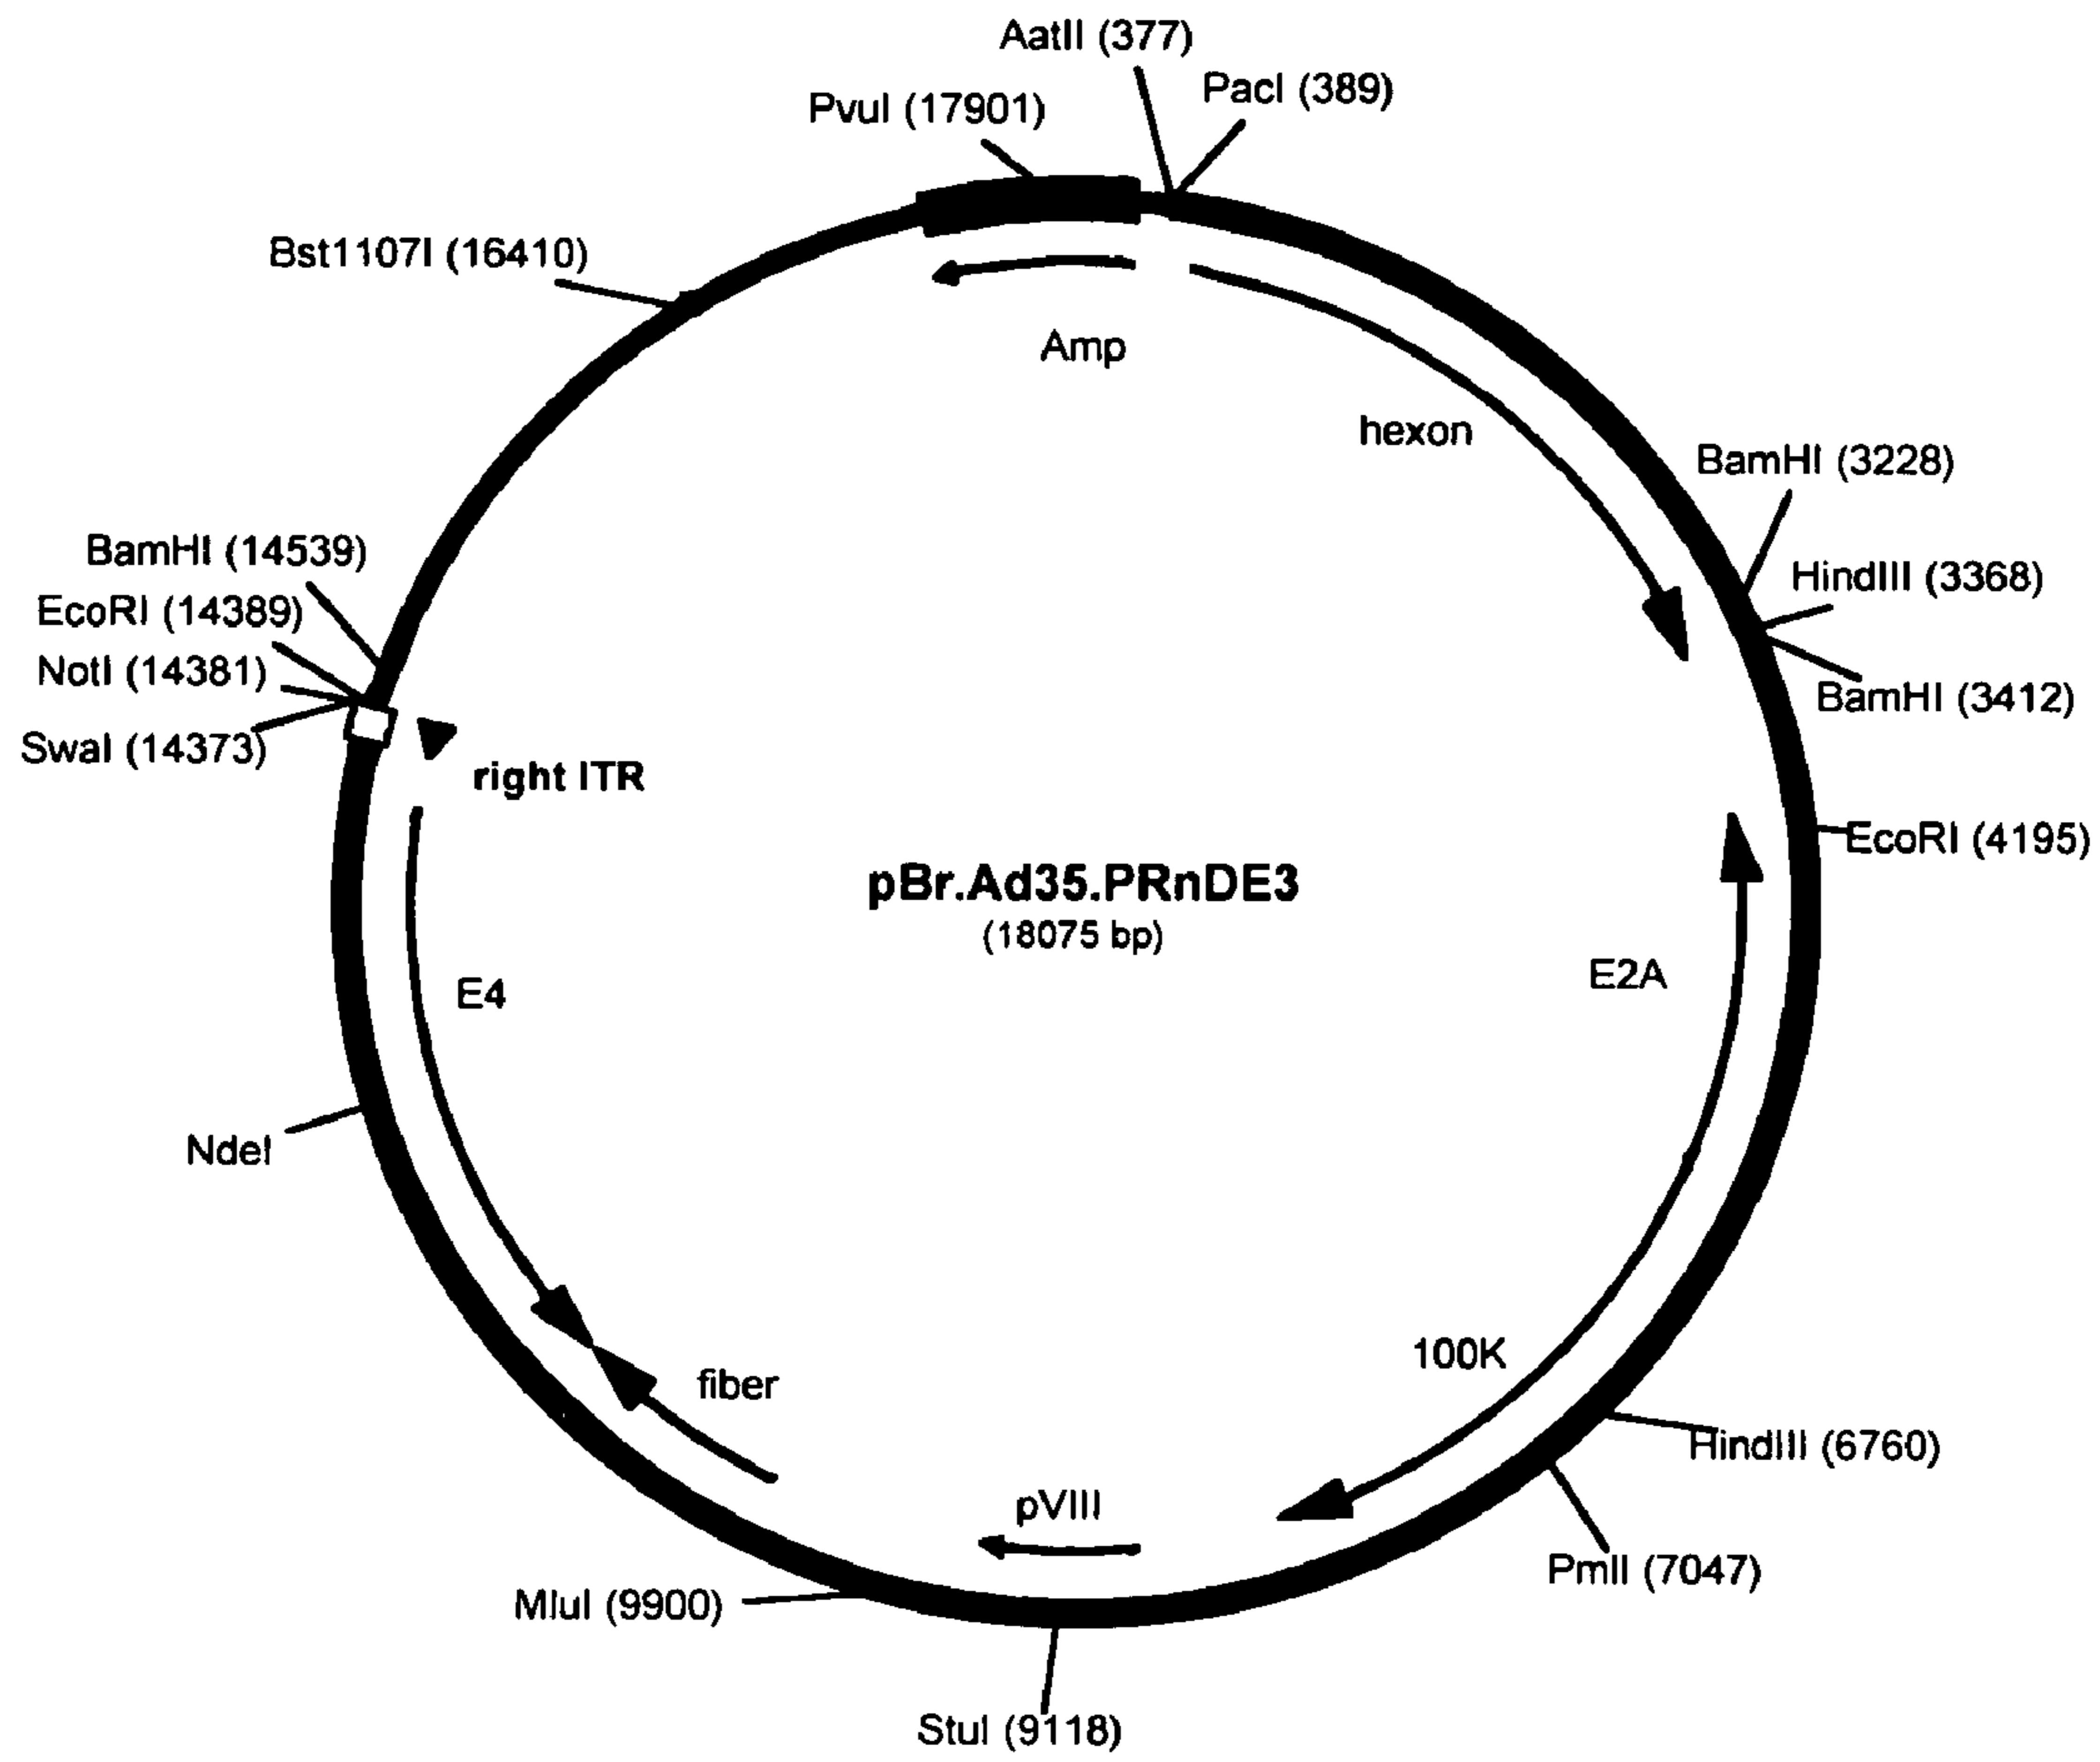 AatII (377)
PacI (389)
PvuI (17901)
Bst1107I (16410)
Amp
hexon
BamHI (3228)
BamHI (14539)
HindIII (3368)
EcoRI (14389)
NotI (14381)
BamHI (3412)
SwaI (14373)
right ITR
EcoRI (4195)
pBr.Ad35.PRnDE3
(18075 bp)
E2A
E4
NdeI
100K
fiber
HindIII (6760)
pVIII
PmlI (7047)
MluI (9900)
StuI (9118)